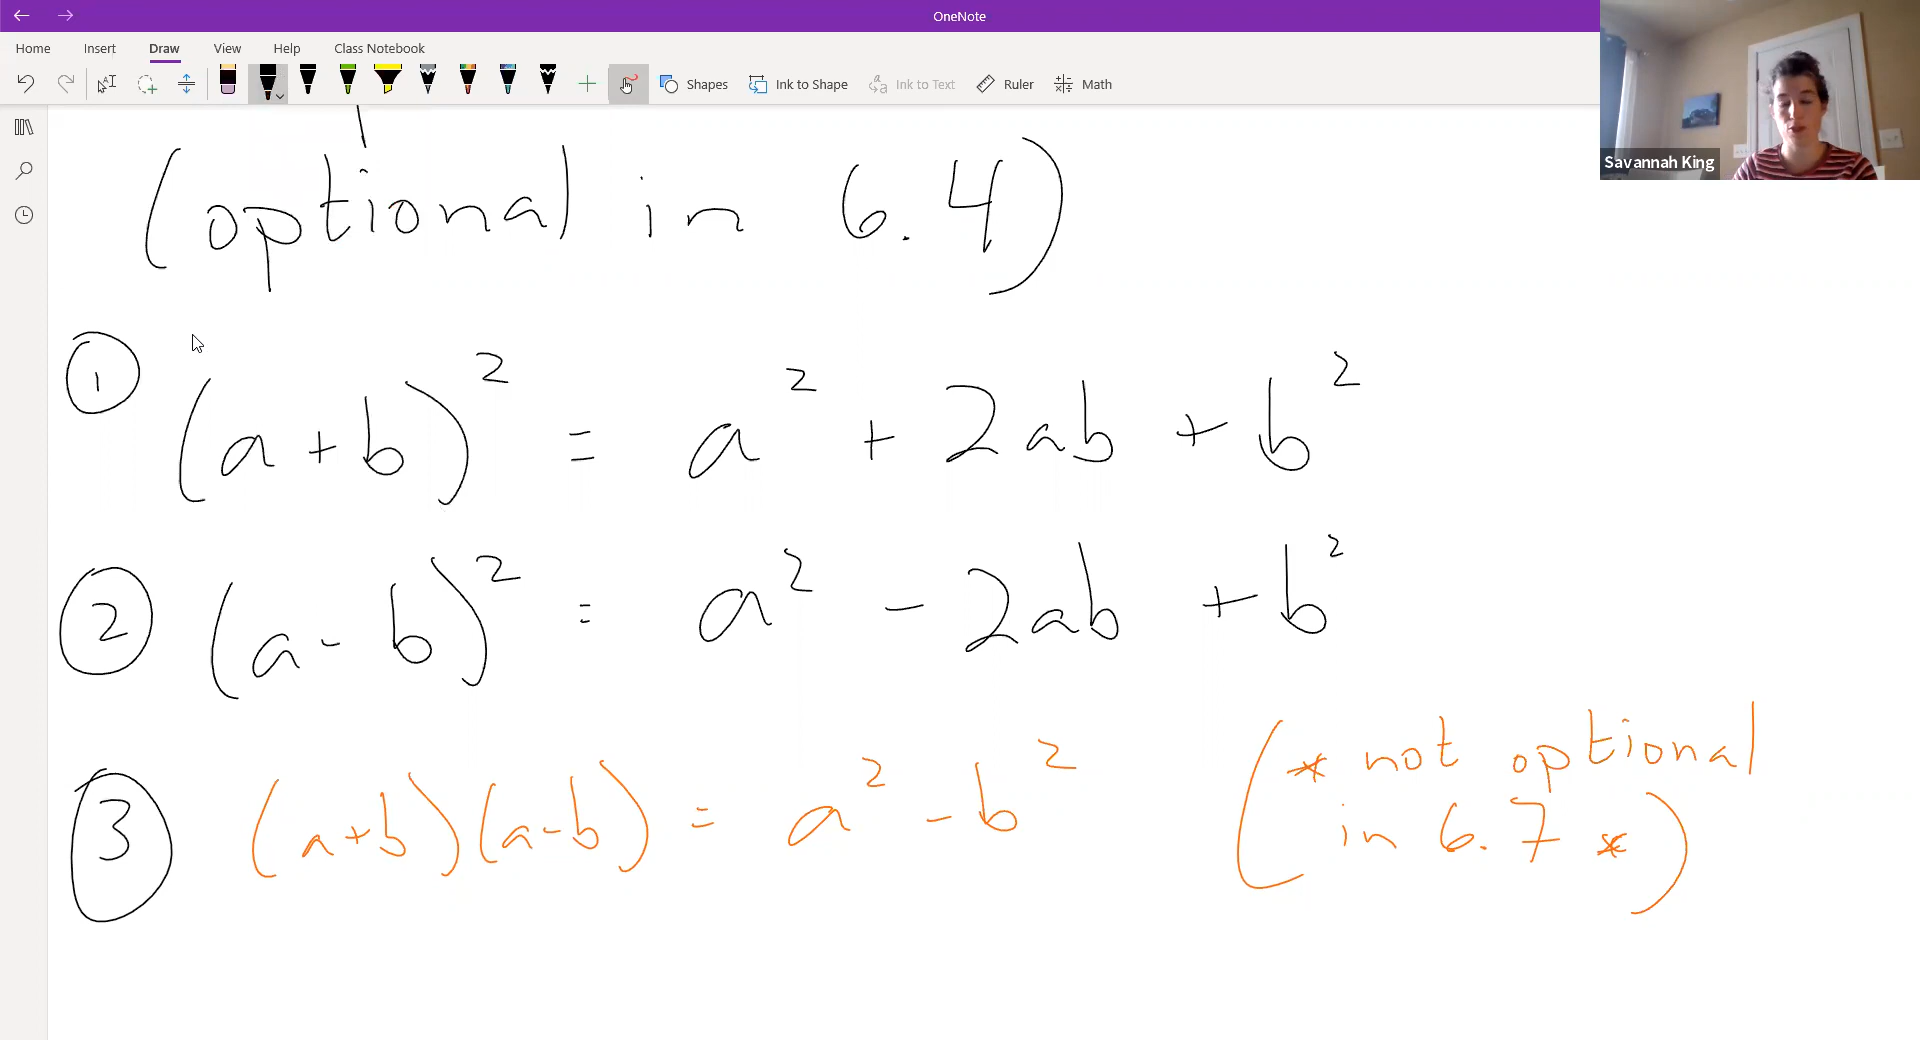 OneNote
Home Insert Draw View Help Class Notebook
Shapes Ink to Shape Ink to Text Ruler Math
Savannah King
(optional in 6.4)
① (a+b)² = a² + 2ab + b²
② (a-b)² = a² - 2ab + b²
③ (a+b)(a-b) = a² - b²
(* not optional
in 6.7 *)